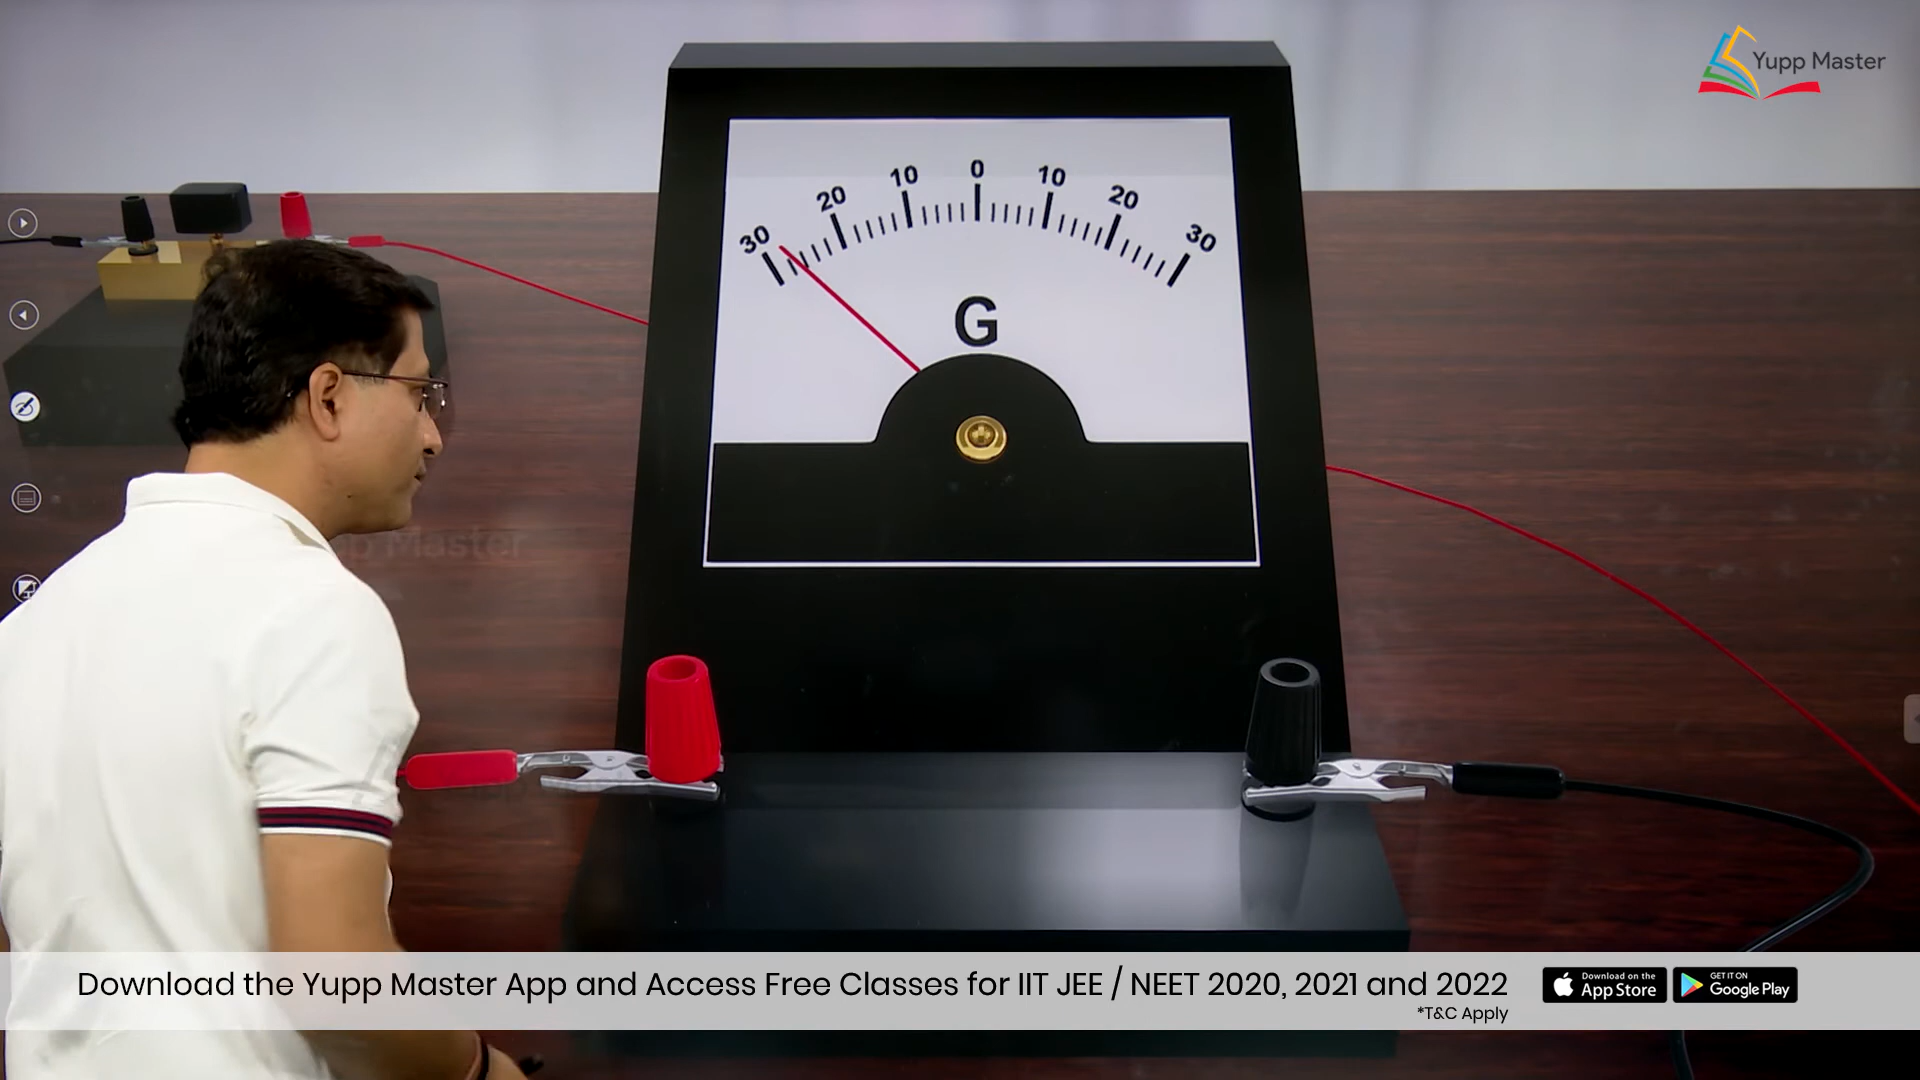 Yupp Master
30 20 10 0 10 20 30
G
Download the Yupp Master App and Access Free Classes for IIT JEE / NEET 2020, 2021 and 2022
*T&C Apply
Download on the
App Store
GET IT ON
Google Play